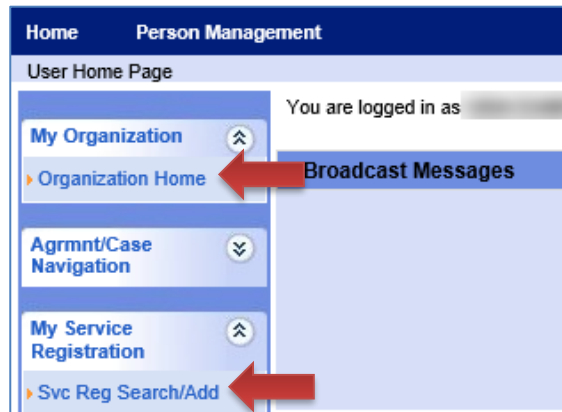 Home Person Management
User Home Page
You are logged in as
My Organization
Organization Home
Broadcast Messages
Agrmnt/Case
Navigation
My Service
Registration
Svc Reg Search/Add